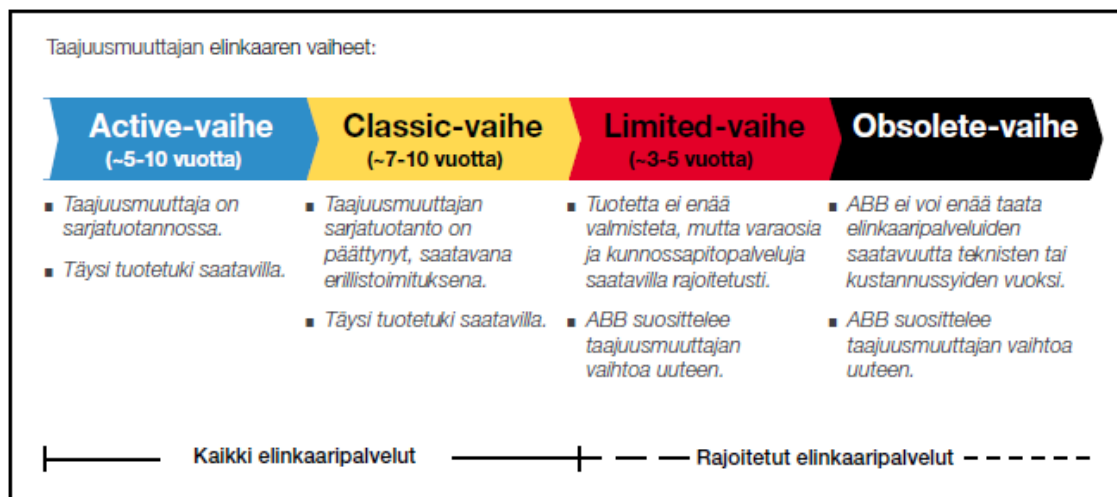 Taajuusmuuttajan elinkaaren vaiheet:
Active-vaihe
(~5-10 vuotta)
Classic-vaihe
(~7-10 vuotta)
Limited-vaihe
(~3-5 vuotta)
Obsolete-vaihe
▪ Taajuusmuuttaja on
sarjatuotannossa.
▪ Täysi tuotetuki saatavilla.
▪ Taajuusmuuttajan
sarjatuotanto on
päättynyt, saatavana
erillistoimituksena.
▪ Täysi tuotetuki saatavilla.
▪ Tuotetta ei enää
valmisteta, mutta varaosia
ja kunnossapitopalveluja
saatavilla rajoitetusti.
▪ ABB suosittelee
taajuusmuuttajan
vaihtoa uuteen.
▪ ABB ei voi enää taata
elinkaaripalveluiden
saatavuutta teknisten tai
kustannussyiden vuoksi.
▪ ABB suosittelee
taajuusmuuttajan vaihtoa
uuteen.
Kaikki elinkaaripalvelut
Rajoitetut elinkaaripalvelut